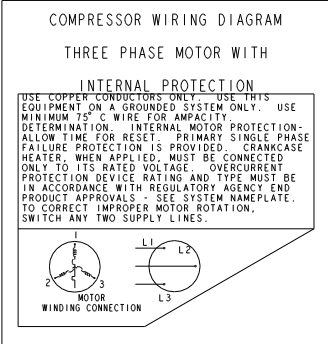 COMPRESSOR WIRING DIAGRAM
THREE PHASE MOTOR WITH
INTERNAL PROTECTION
USE COPPER CONDUCTORS ONLY. USE THIS
EQUIPMENT ON A GROUNDED SYSTEM ONLY. USE
MINIMUM 75° C WIRE FOR AMPACITY.
DETERMINATION. INTERNAL MOTOR PROTECTION-
ALLOW TIME FOR RESET. PRIMARY SINGLE PHASE
FAILURE PROTECTION IS PROVIDED. CRANKCASE
HEATER, WHEN APPLIED, MUST BE CONNECTED
ONLY TO ITS RATED VOLTAGE. OVERCURRENT
PROTECTION DEVICE RATING AND TYPE MUST BE
IN ACCORDANCE WITH REGULATORY AGENCY END
PRODUCT APPROVALS - SEE SYSTEM NAMEPLATE.
TO CORRECT IMPROPER MOTOR ROTATION,
SWITCH ANY TWO SUPPLY LINES.
1
L1
L2
2
3
L3
MOTOR
WINDING CONNECTION